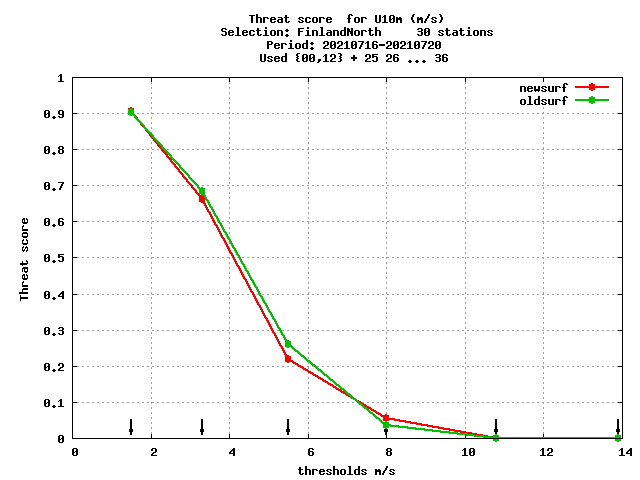 Threat score  for U10m (m/s)
Selection: FinlandNorth     30 stations
Period: 20210716-20210720
Used {00,12} + 25 26 ... 36
newsurf
oldsurf
1
0.9
0.8
0.7
0.6
0.5
0.4
0.3
0.2
0.1
0
Threat score
0 2 4 6 8 10 12 14
thresholds m/s